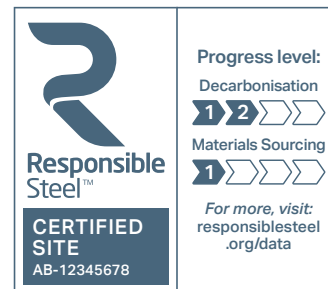 Responsible
Steel™
CERTIFIED
SITE
AB-12345678
Progress level:
Decarbonisation
1 2
Materials Sourcing
1
For more, visit:
responsiblesteel
.org/data